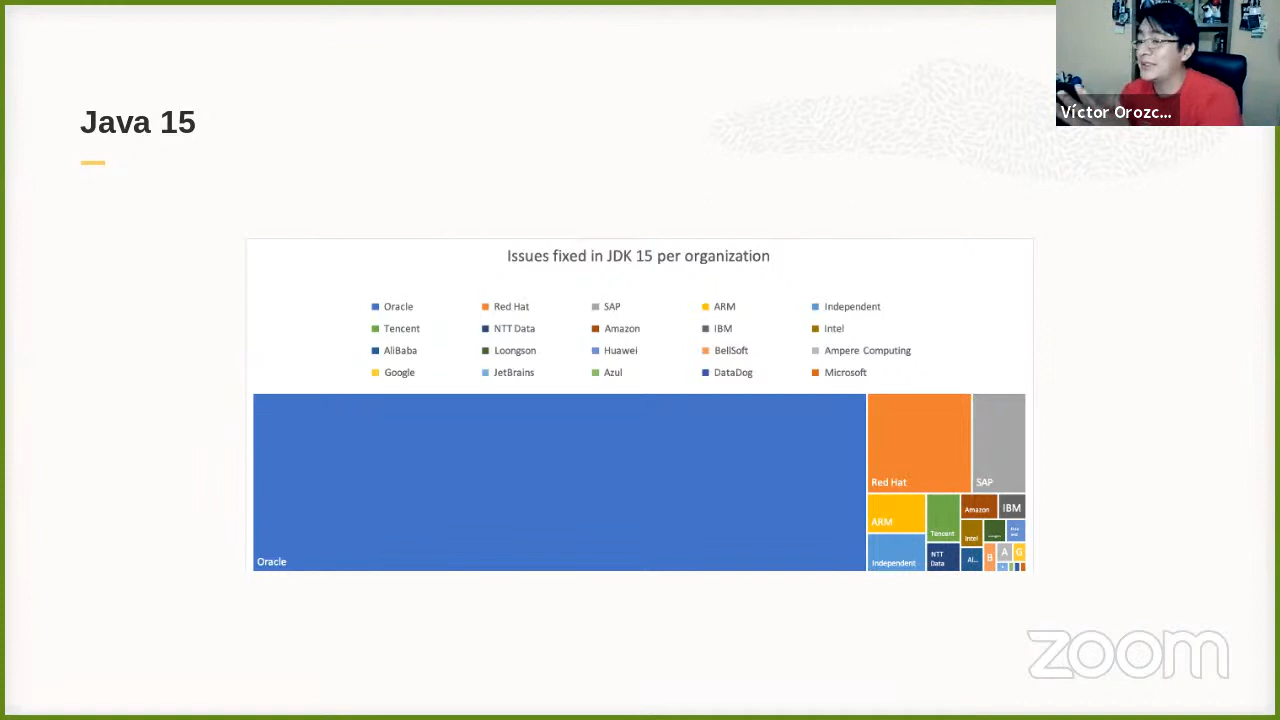 Víctor Orozc...
Java 15
Issues fixed in JDK 15 per organization
Oracle Red Hat SAP ARM Independent
Tencent NTT Data Amazon IBM Intel
AliBaba Loongson Huawei BellSoft Ampere Computing
Google JetBrains Azul DataDog Microsoft
Oracle
Red Hat
SAP
ARM
Independent
Tencent
NTT
Data
Amazon
IBM
Intel
Al...
B
A
G
zoom